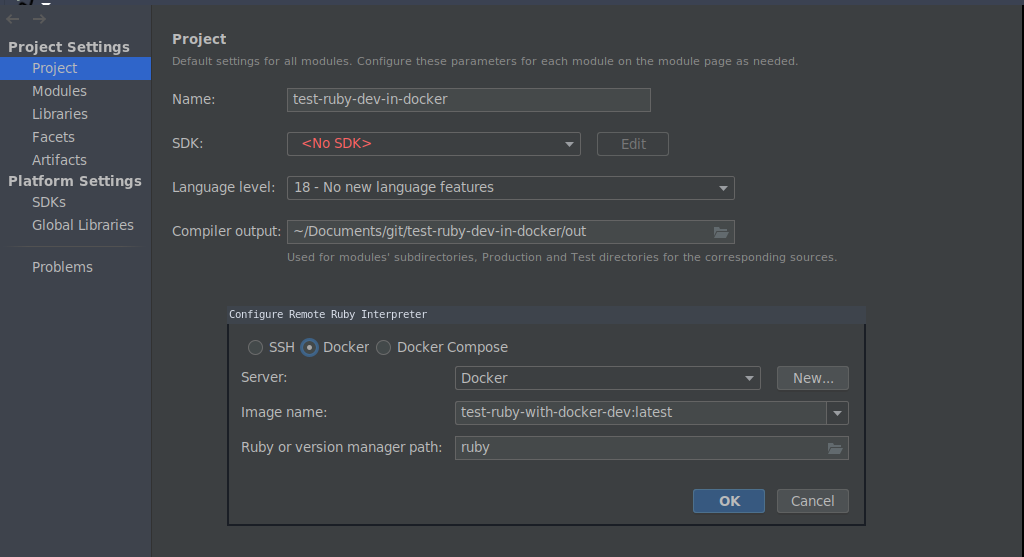 Project Settings
Project
Modules
Libraries
Facets
Artifacts
Platform Settings
SDKs
Global Libraries
Problems
Project
Default settings for all modules. Configure these parameters for each module on the module page as needed.
Name: test-ruby-dev-in-docker
SDK: <No SDK> Edit
Language level: 18 - No new language features
Compiler output: ~/Documents/git/test-ruby-dev-in-docker/out
Used for modules' subdirectories, Production and Test directories for the corresponding sources.
Configure Remote Ruby Interpreter
SSH Docker Docker Compose
Server: Docker New...
Image name: test-ruby-with-docker-dev:latest
Ruby or version manager path: ruby
OK Cancel